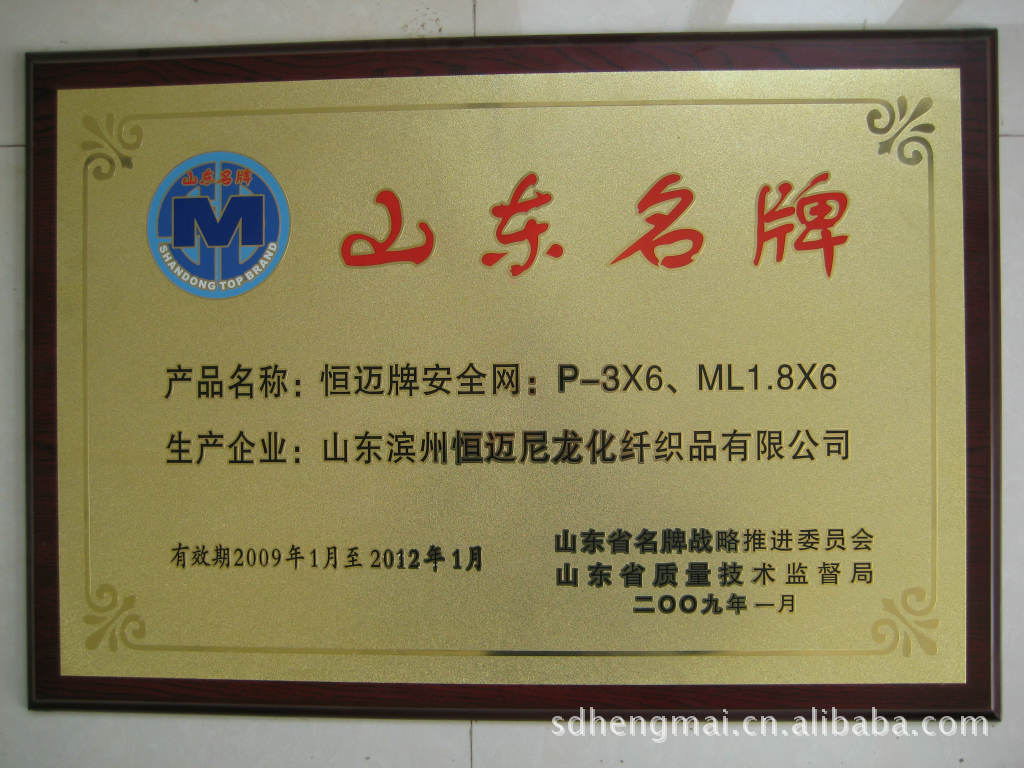 山东名牌
M
SHANDONG TOP BRAND
山东名牌
产品名称：恒迈牌安全网：P-3X6、ML1.8X6
生产企业：山东滨州恒迈尼龙化纤织品有限公司
有效期2009年1月至2012年1月
山东省名牌战略推进委员会
山东省质量技术监督局
二〇〇九年一月
sdhengmai.cn.alibaba.com